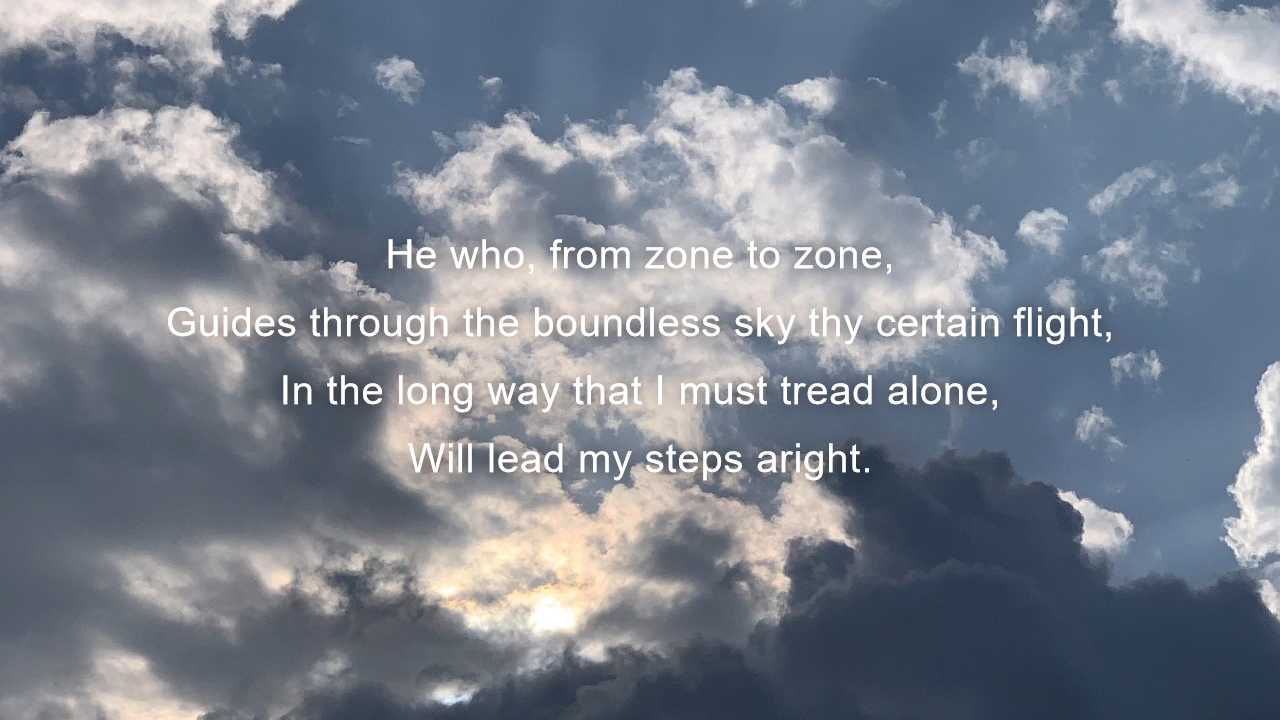 He who, from zone to zone,
Guides through the boundless sky thy certain flight,
In the long way that I must tread alone,
Will lead my steps aright.